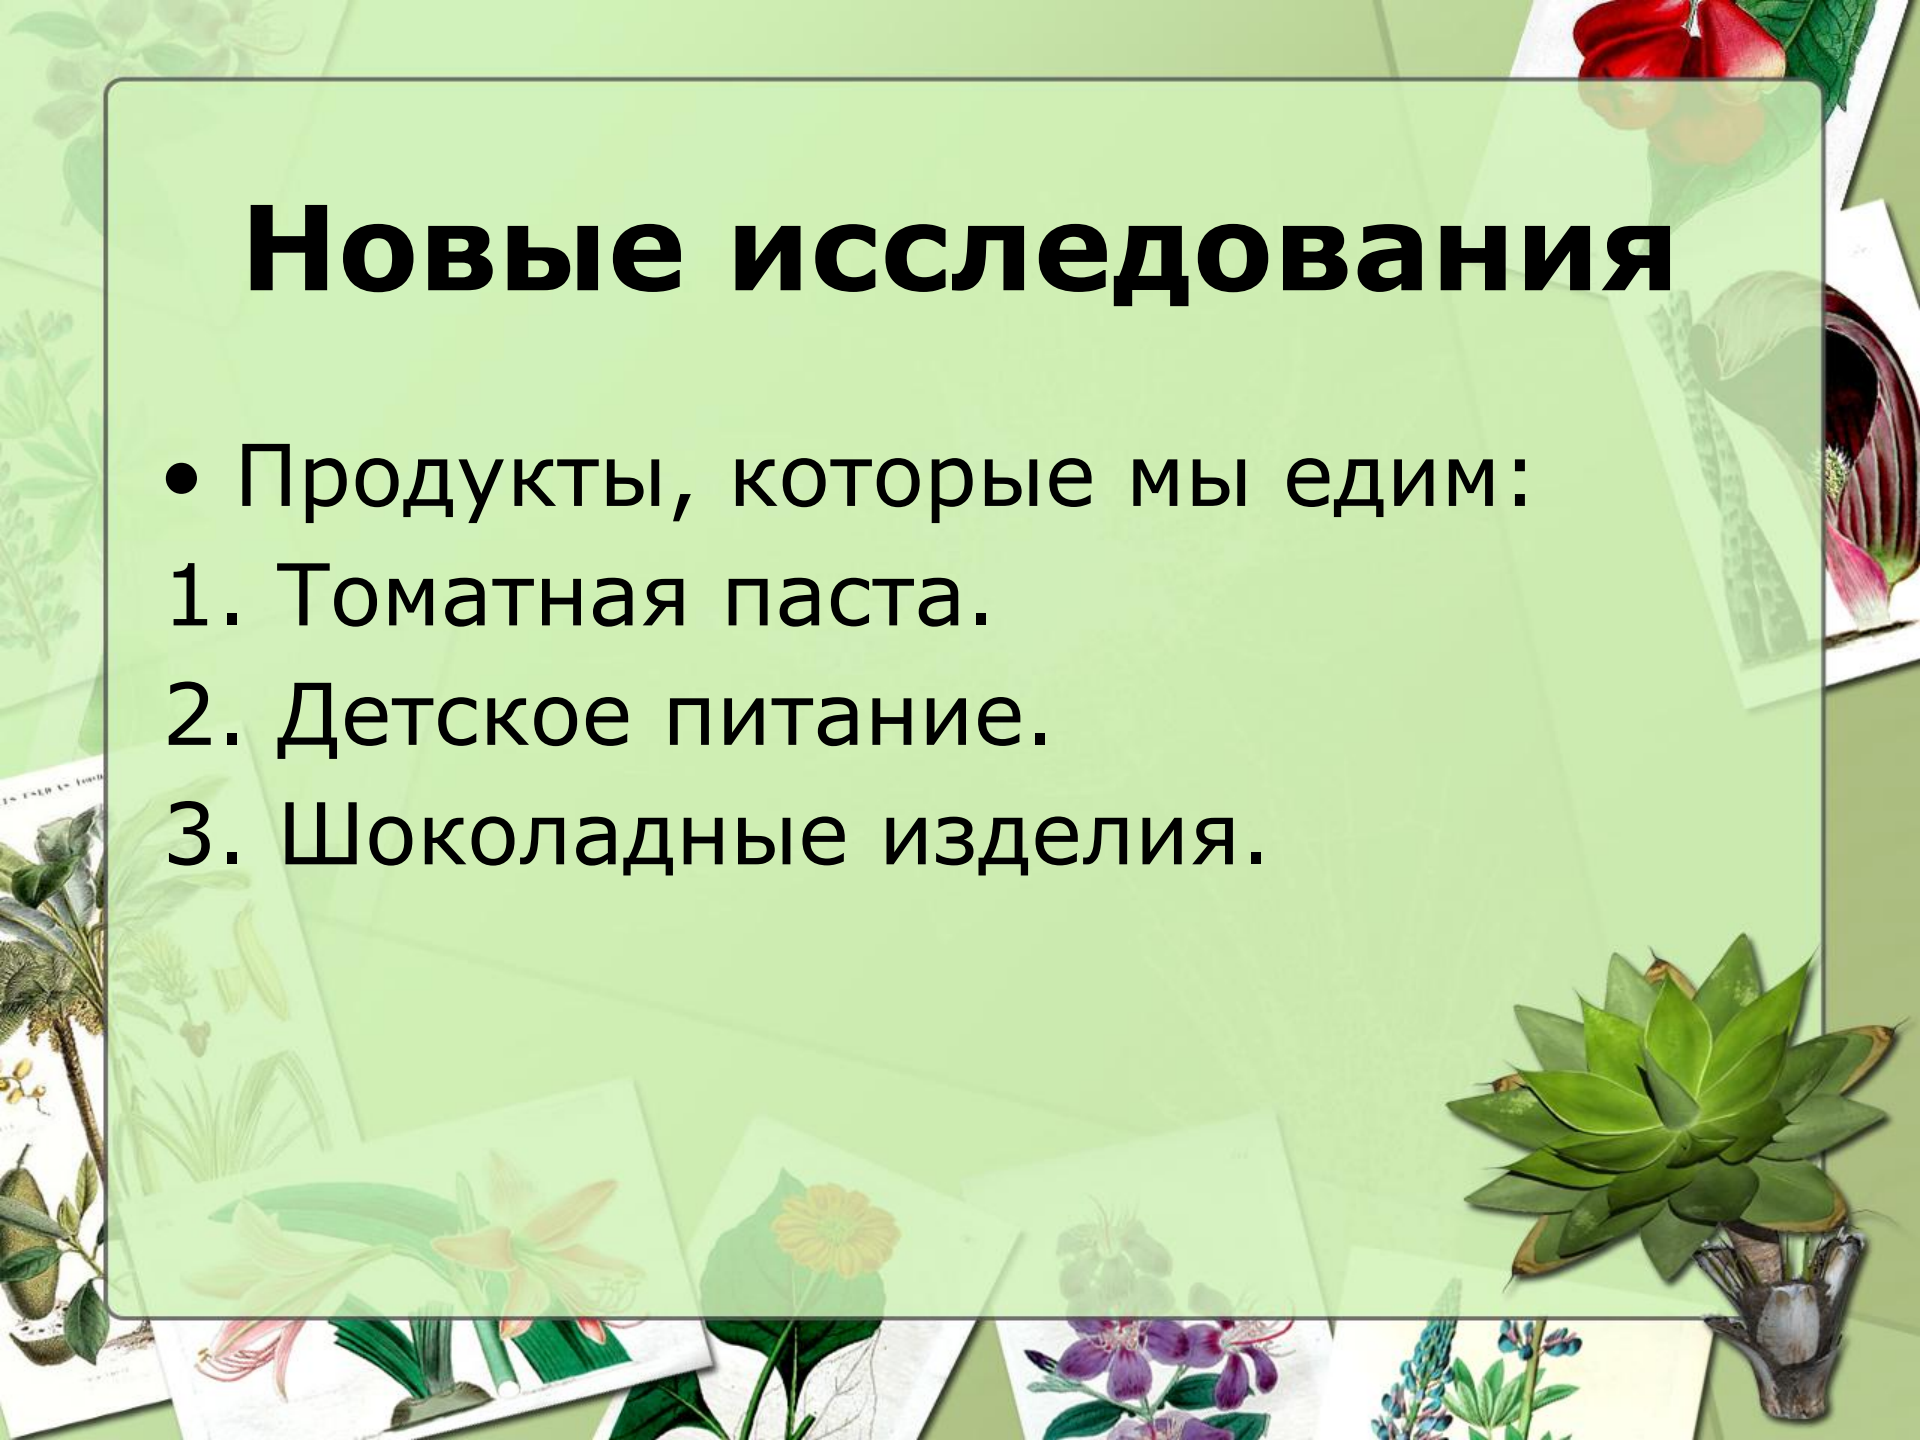 Новые исследования
• Продукты, которые мы едим:
1. Томатная паста.
2. Детское питание.
3. Шоколадные изделия.